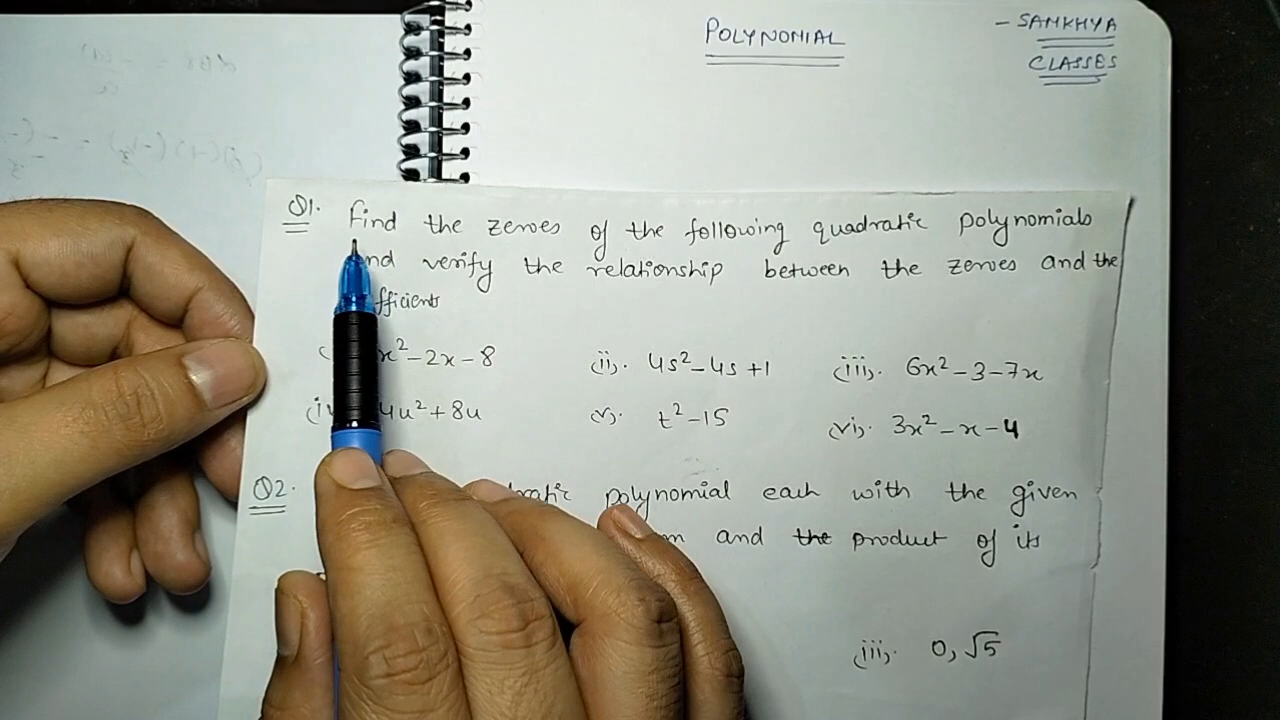 POLYNOMIAL
- SANKHYA
CLASSES
Q1. Find the zeroes of the following quadratic polynomials
nd verify the relationship between the zeroes and the
fficients
x²-2x-8 (ii). 4s²-4s+1 (iii). 6x²-3-7x
(iv 4u²+8u (v). t²-15 (vi). 3x²-x-4
Q2. dratic polynomial each with the given
m and the product of its
(iii). 0, √5